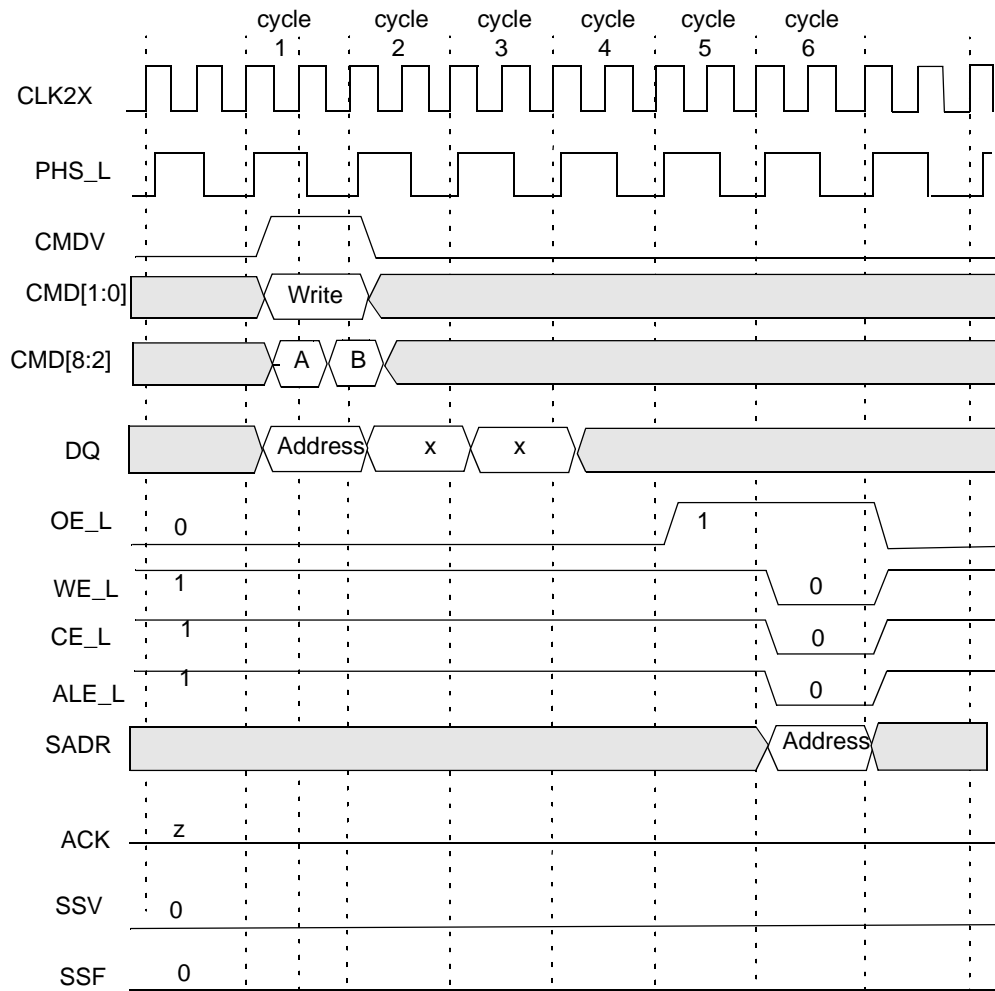 cycle cycle cycle cycle cycle cycle
1 2 3 4 5 6
CLK2X
PHS_L
CMDV
CMD[1:0] Write
CMD[8:2] A B
DQ Address x x
OE_L 0 1
WE_L 1 0
CE_L 1 0
ALE_L 1 0
SADR Address
ACK z
SSV 0
SSF 0